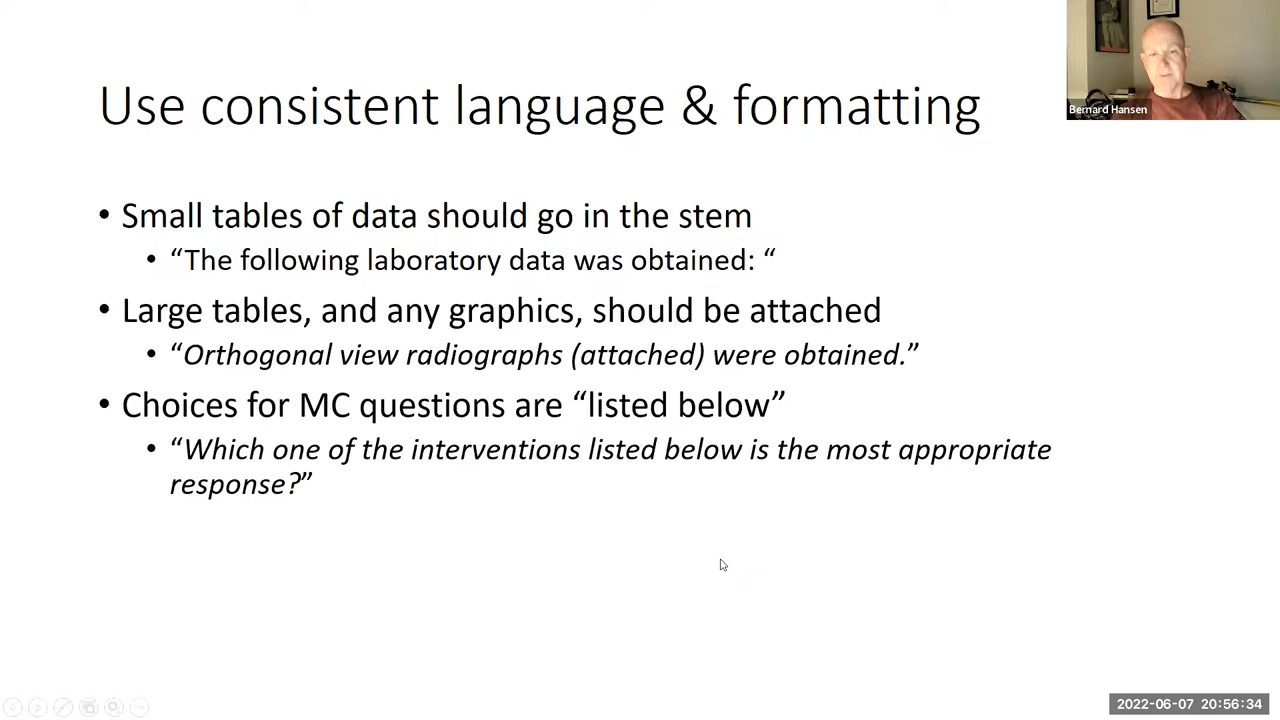 Use consistent language & formatting
Bernard Hansen
• Small tables of data should go in the stem
• “The following laboratory data was obtained: “
• Large tables, and any graphics, should be attached
• “Orthogonal view radiographs (attached) were obtained.”
• Choices for MC questions are “listed below”
• “Which one of the interventions listed below is the most appropriate
response?”
2022-06-07 20:56:34